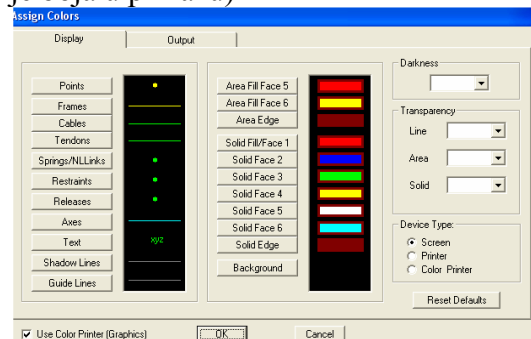 Assign Colors
Display
Output
Points
Frames
Cables
Tendons
Springs/NLLinks
Restraints
Releases
Axes
Text
xyz
Shadow Lines
Guide Lines
Area Fill Face 5
Area Fill Face 6
Area Edge
Solid Fill/Face 1
Solid Face 2
Solid Face 3
Solid Face 4
Solid Face 5
Solid Face 6
Solid Edge
Background
Darkness
Transparency
Line
Area
Solid
Device Type:
Screen
Printer
Color Printer
Reset Defaults
Use Color Printer (Graphics)
OK
Cancel